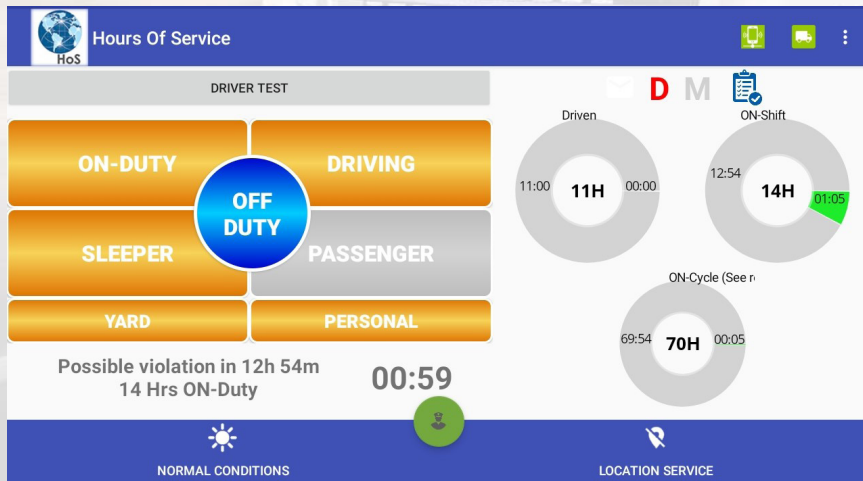 HoS
Hours Of Service
DRIVER TEST
D M
ON-DUTY
DRIVING
OFF
DUTY
SLEEPER
PASSENGER
YARD
PERSONAL
Possible violation in 12h 54m
14 Hrs ON-Duty
00:59
Driven
11:00
11H
00:00
ON-Shift
12:54
14H
01:05
ON-Cycle (See r
69:54
70H
00:05
NORMAL CONDITIONS
LOCATION SERVICE